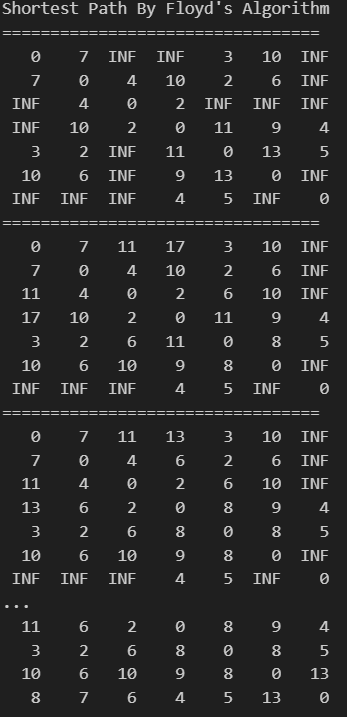 Shortest Path By Floyd's Algorithm
=================================
0 7 INF INF 3 10 INF
7 0 4 10 2 6 INF
INF 4 0 2 INF INF INF
INF 10 2 0 11 9 4
3 2 INF 11 0 13 5
10 6 INF 9 13 0 INF
INF INF INF 4 5 INF 0
=================================
0 7 11 17 3 10 INF
7 0 4 10 2 6 INF
11 4 0 2 6 10 INF
17 10 2 0 11 9 4
3 2 6 11 0 8 5
10 6 10 9 8 0 INF
INF INF INF 4 5 INF 0
=================================
0 7 11 13 3 10 INF
7 0 4 6 2 6 INF
11 4 0 2 6 10 INF
13 6 2 0 8 9 4
3 2 6 8 0 8 5
10 6 10 9 8 0 INF
INF INF INF 4 5 INF 0
...
11 6 2 0 8 9 4
3 2 6 8 0 8 5
10 6 10 9 8 0 13
8 7 6 4 5 13 0